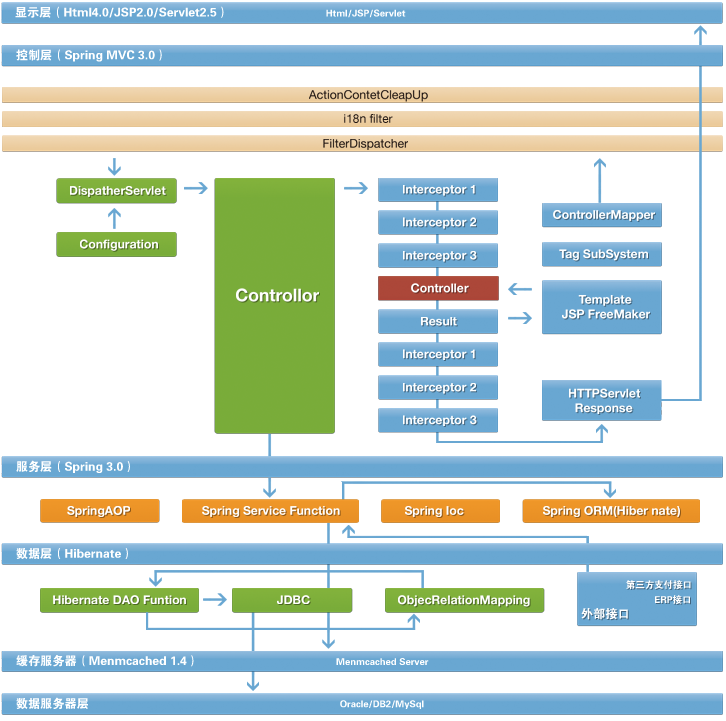 显示层（Html4.0/JSP2.0/Servlet2.5） Html/JSP/Servlet
控制层（Spring MVC 3.0）
ActionContetCleapUp
i18n filter
FilterDispatcher
DispatherServlet
Configuration
Controllor
Interceptor 1
Interceptor 2
Interceptor 3
Controller
Result
Interceptor 1
Interceptor 2
Interceptor 3
ControllerMapper
Tag SubSystem
Template
JSP FreeMaker
HTTPServlet
Response
服务层（Spring 3.0）
SpringAOP
Spring Service Function
Spring Ioc
Spring ORM(Hiber nate)
数据层（Hibernate）
Hibernate DAO Funtion
JDBC
ObjecRelationMapping
第三方支付接口
ERP接口
外部接口
缓存服务器（Menmcached 1.4） Menmcached Server
数据服务器层 Oracle/DB2/MySql